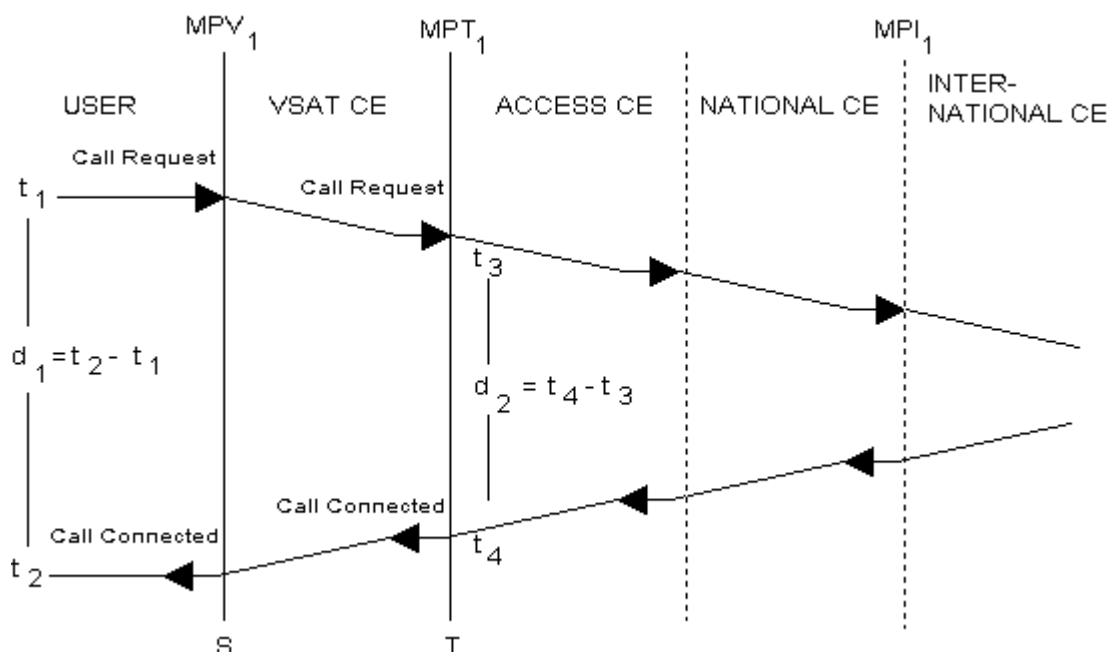 MPV1 MPT1 MPI1
USER VSAT CE ACCESS CE NATIONAL CE INTER-
NATIONAL CE
Call Request
t1 Call Request
t3
d1=t2- t1
d2 = t4-t3
Call Connected
Call Connected
t4
t2
S T